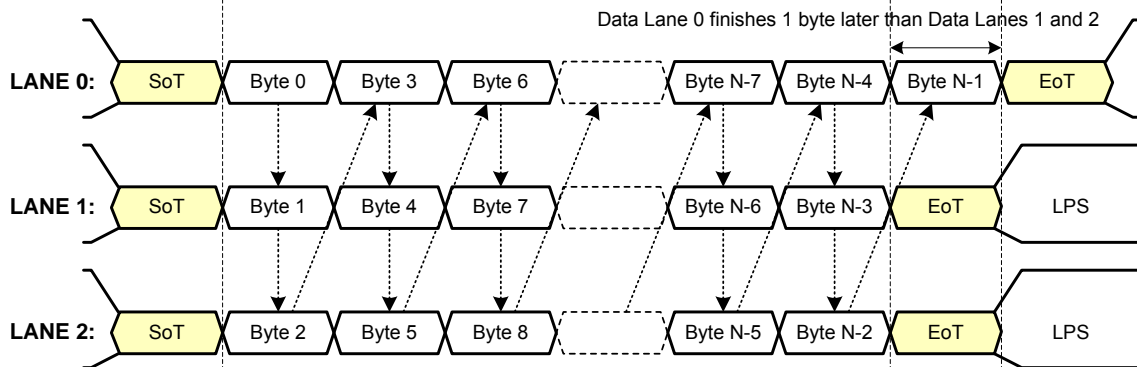 Data Lane 0 finishes 1 byte later than Data Lanes 1 and 2
LANE 0: SoT Byte 0 Byte 3 Byte 6 Byte N-7 Byte N-4 Byte N-1 EoT
LANE 1: SoT Byte 1 Byte 4 Byte 7 Byte N-6 Byte N-3 EoT LPS
LANE 2: SoT Byte 2 Byte 5 Byte 8 Byte N-5 Byte N-2 EoT LPS